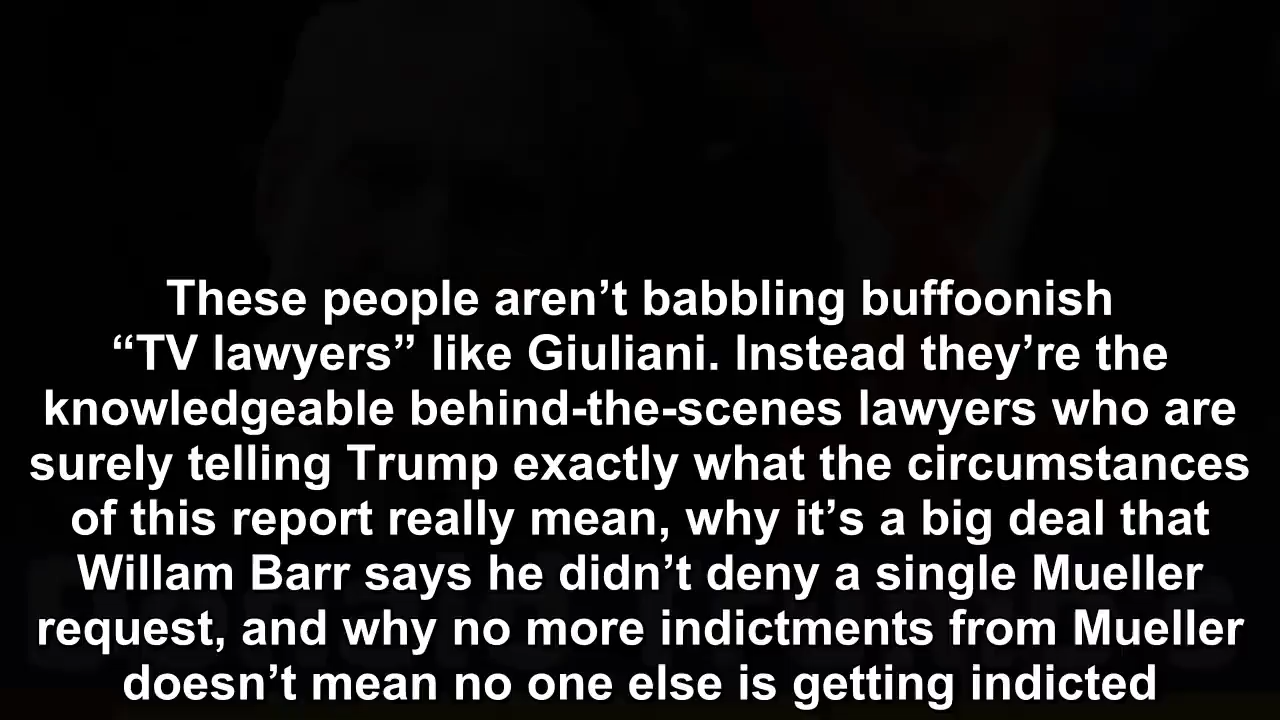 These people aren’t babbling buffoonish
“TV lawyers” like Giuliani. Instead they’re the
knowledgeable behind-the-scenes lawyers who are
surely telling Trump exactly what the circumstances
of this report really mean, why it’s a big deal that
Willam Barr says he didn’t deny a single Mueller
request, and why no more indictments from Mueller
doesn’t mean no one else is getting indicted